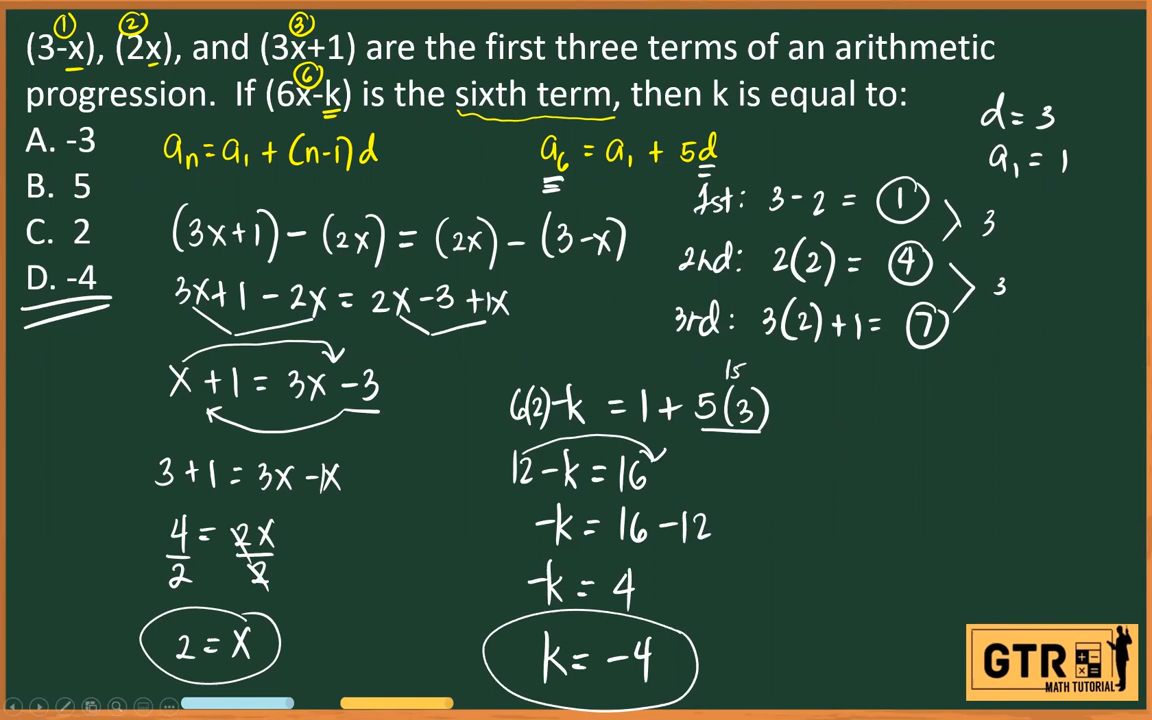 ① ② ③
(3-x), (2x), and (3x+1) are the first three terms of an arithmetic
⑥
progression. If (6x-k) is the sixth term, then k is equal to:
A. -3
B. 5
C. 2
D. -4
aₙ = a₁ + (n-1)d
a₆ = a₁ + 5d
d = 3
a₁ = 1
(3x+1) - (2x) = (2x) - (3-x)
3x+1 - 2x = 2x - 3 + 1x
x + 1 = 3x - 3
3 + 1 = 3x - 1x
4/2 = 2x/2
2 = x
1st: 3 - 2 = 1
3
2nd: 2(2) = 4
3
3rd: 3(2) + 1 = 7
15
6(2) - k = 1 + 5(3)
12 - k = 16
-k = 16 - 12
-k = 4
k = -4
GTR
MATH TUTORIAL